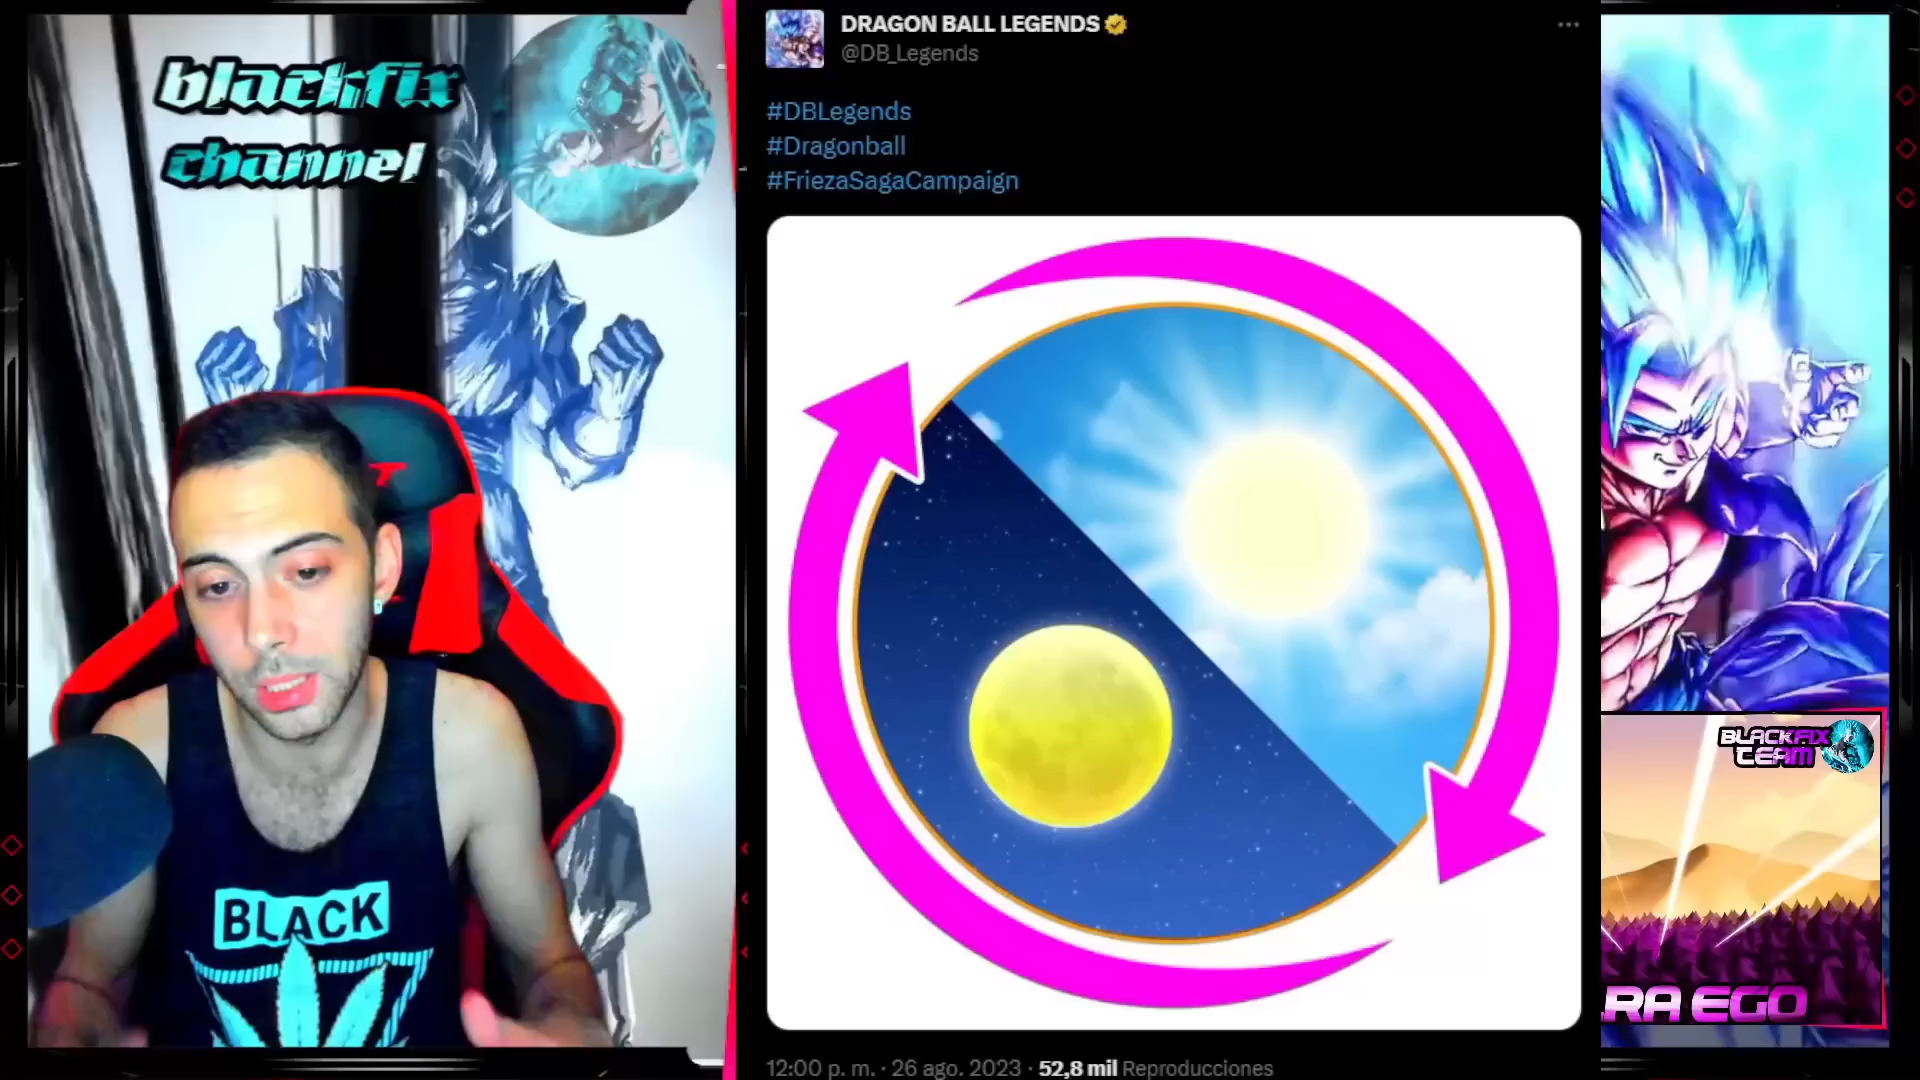 blackfix
channel
BLACK
DRAGON BALL LEGENDS
@DB_Legends
#DBLegends
#Dragonball
#FriezaSagaCampaign
12:00 p. m. · 26 ago. 2023 · 52,8 mil Reproducciones
BLACKFIX
TEAM
RA EGO